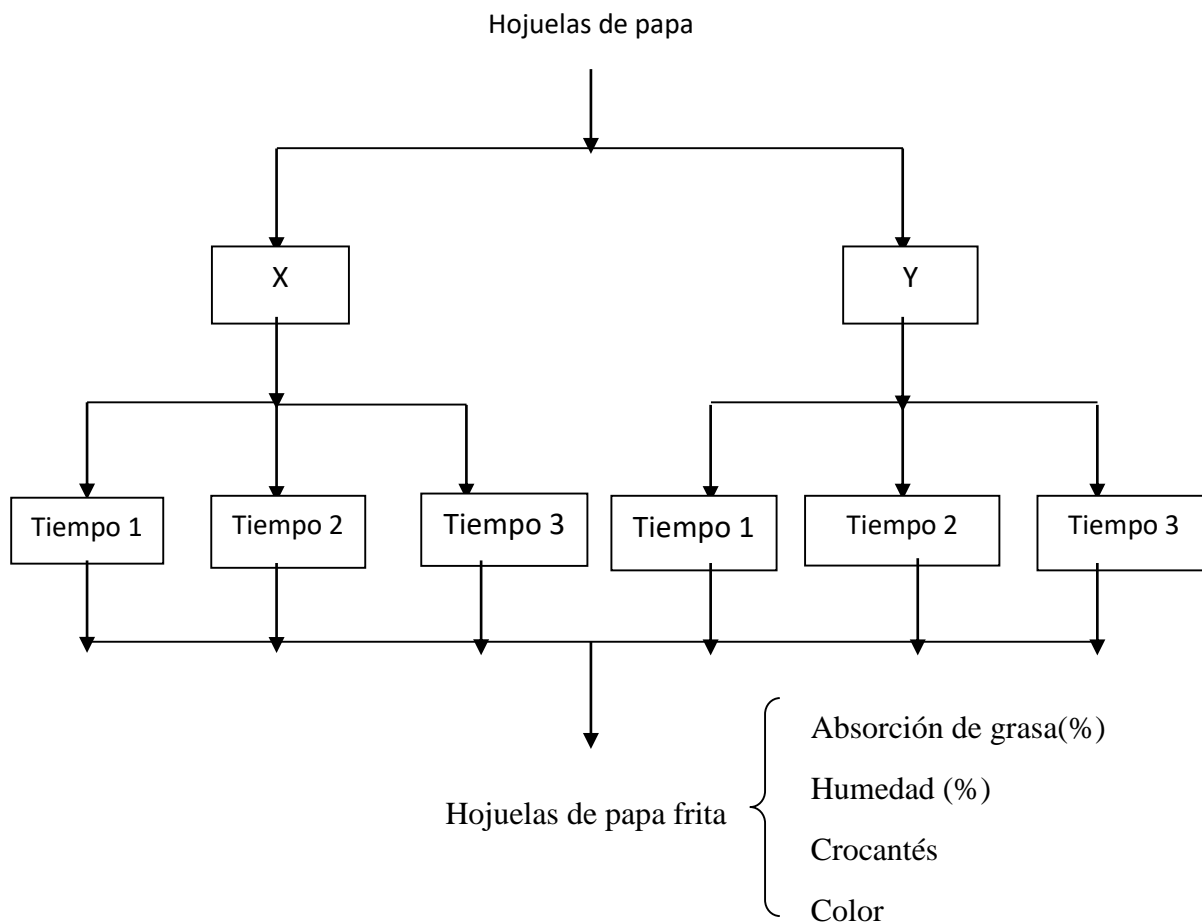 Hojuelas de papa
X
Y
Tiempo 1
Tiempo 2
Tiempo 3
Tiempo 1
Tiempo 2
Tiempo 3
Hojuelas de papa frita
Absorción de grasa(%)
Humedad (%)
Crocantés
Color